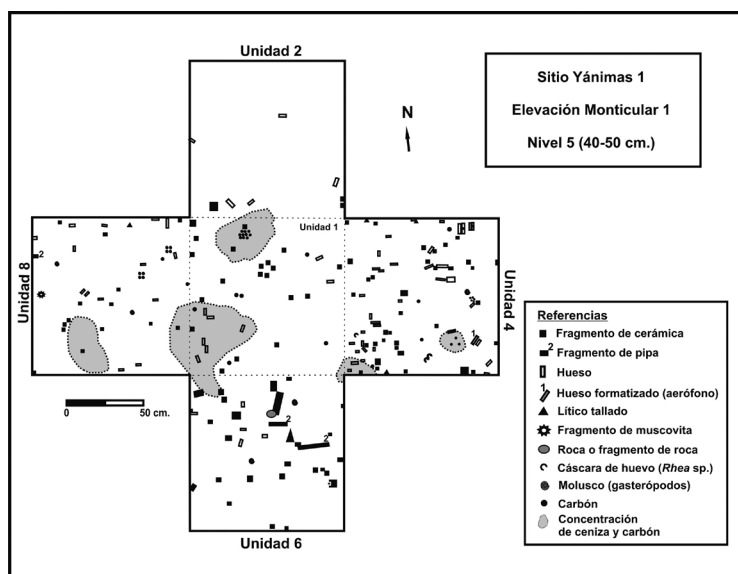 Unidad 2
Sitio Yánimas 1
Elevación Monticular 1
Nivel 5 (40-50 cm.)
N
Unidad 1
Unidad 8
2
Unidad 4
1
0 50 cm.
2
2
Unidad 6
Referencias
Fragmento de cerámica
2 Fragmento de pipa
Hueso
1 Hueso formatizado (aerófono)
Lítico tallado
Fragmento de muscovita
Roca o fragmento de roca
Cáscara de huevo (Rhea sp.)
Molusco (gasterópodos)
Carbón
Concentración
de ceniza y carbón